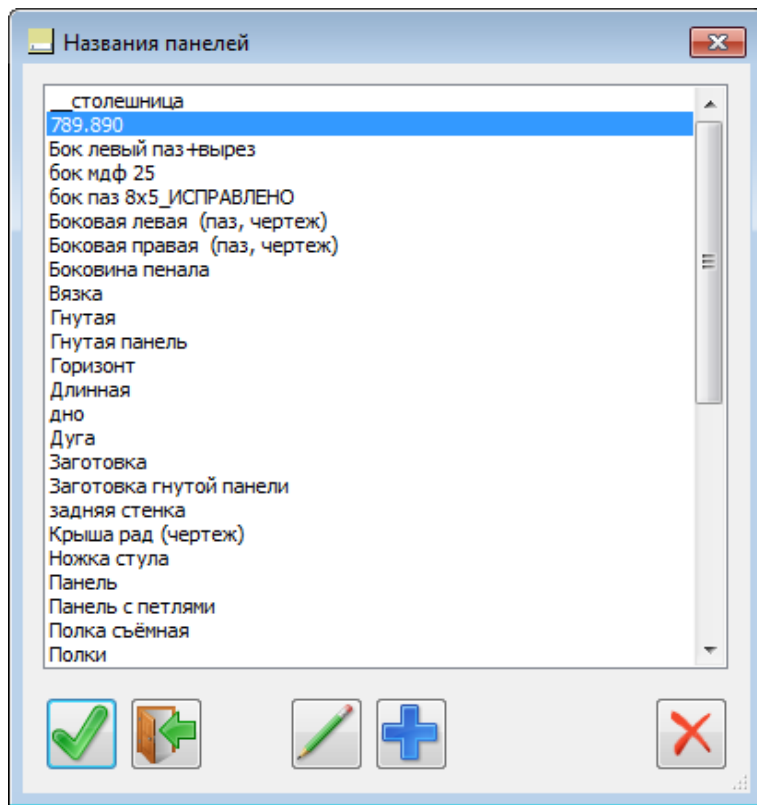 Названия панелей
__столешница
789.890
Бок левый паз+вырез
бок мдф 25
бок паз 8x5_ИСПРАВЛЕНО
Боковая левая  (паз, чертеж)
Боковая правая  (паз, чертеж)
Боковина пенала
Вязка
Гнутая
Гнутая панель
Горизонт
Длинная
дно
Дуга
Заготовка
Заготовка гнутой панели
задняя стенка
Крыша рад (чертеж)
Ножка стула
Панель
Панель с петлями
Полка съёмная
Полки